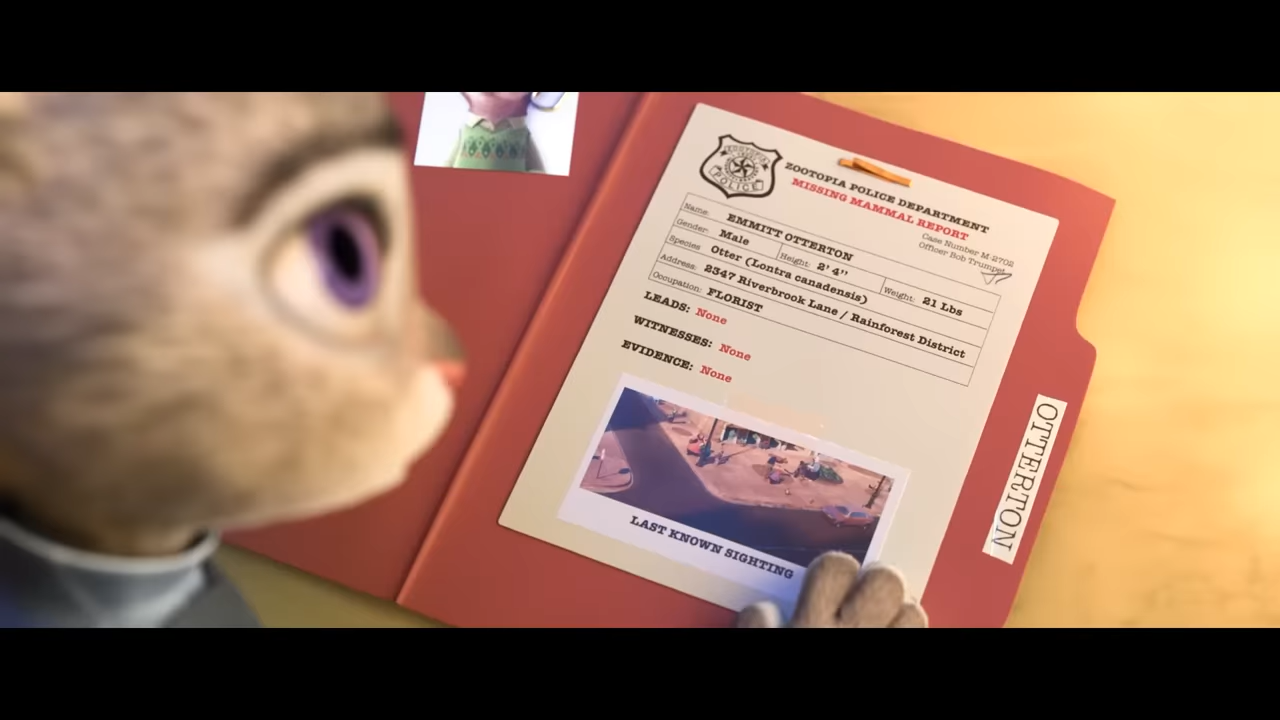 ZOOTOPIA
POLICE
ZOOTOPIA POLICE DEPARTMENT
MISSING MAMMAL REPORT
Case Number M-2702
Officer Bob Trumpet
Name: EMMITT OTTERTON
Gender: Male Height: 2' 4" Weight: 21 Lbs
Species: Otter (Lontra canadensis)
Address: 2347 Riverbrook Lane / Rainforest District
Occupation: FLORIST
LEADS: None
WITNESSES: None
EVIDENCE: None
LAST KNOWN SIGHTING
OTTERTON